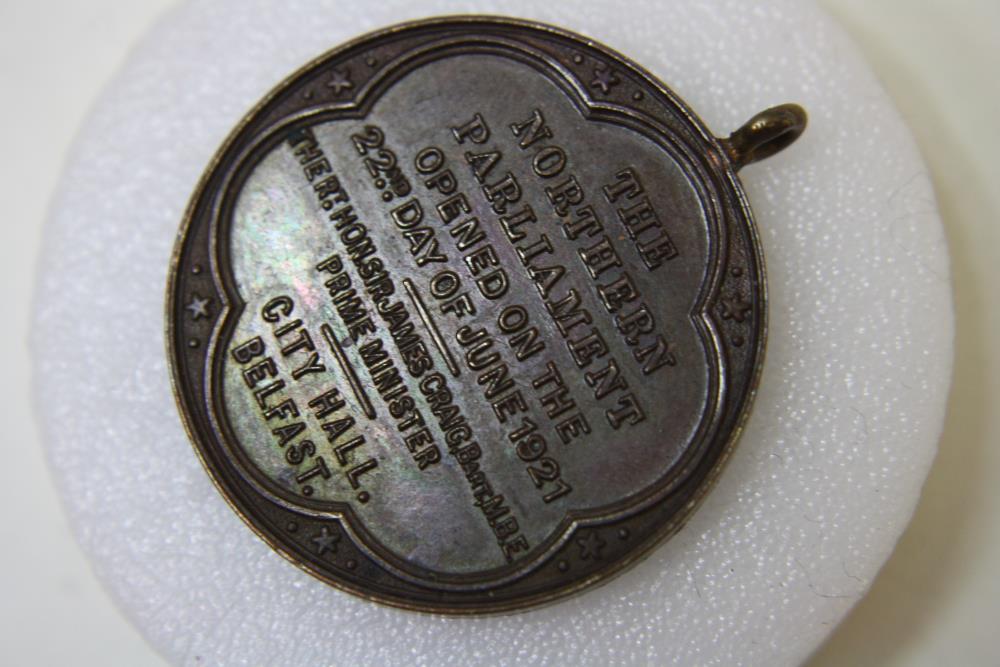 THE
NORTHERN
PARLIAMENT
OPENED ON THE
22ND DAY OF JUNE 1921
THE RT. HON. SIR JAMES CRAIG, BART, M.P.E.
PRIME MINISTER
CITY HALL.
BELFAST.